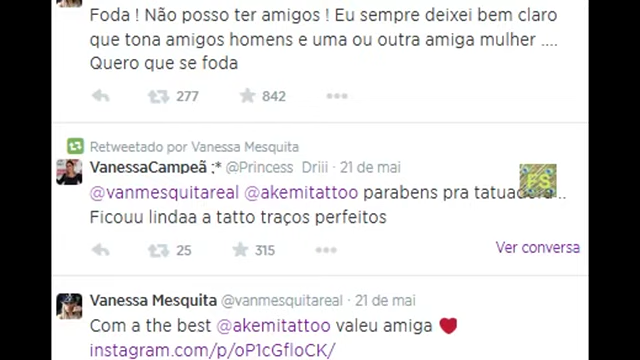 Foda ! Não posso ter amigos ! Eu sempre deixei bem claro
que tona amigos homens e uma ou outra amiga mulher ....
Quero que se foda
277 842
Retweetado por Vanessa Mesquita
VanessaCampeã ;* @Princess_Driii · 21 de mai
@vanmesquitareal @akemitattoo parabens pra
Ficouu lindaa a tatto traços perfeitos
25 315
Ver conversa
Vanessa Mesquita @vanmesquitareal · 21 de mai
Com a the best @akemitattoo valeu amiga
instagram.com/p/oP1cGfloCK/